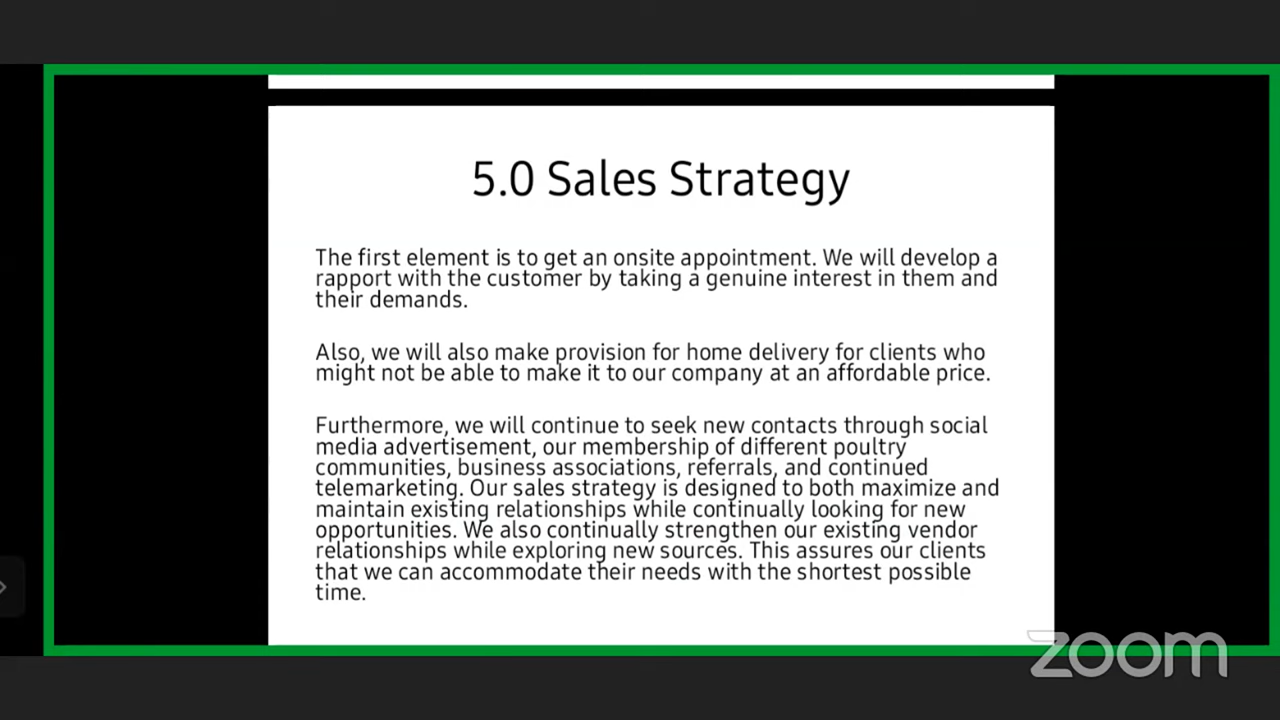 5.0 Sales Strategy
The first element is to get an onsite appointment. We will develop a
rapport with the customer by taking a genuine interest in them and
their demands.
Also, we will also make provision for home delivery for clients who
might not be able to make it to our company at an affordable price.
Furthermore, we will continue to seek new contacts through social
media advertisement, our membership of different poultry
communities, business associations, referrals, and continued
telemarketing. Our sales strategy is designed to both maximize and
maintain existing relationships while continually looking for new
opportunities. We also continually strengthen our existing vendor
relationships while exploring new sources. This assures our clients
that we can accommodate their needs with the shortest possible
time.
zoom